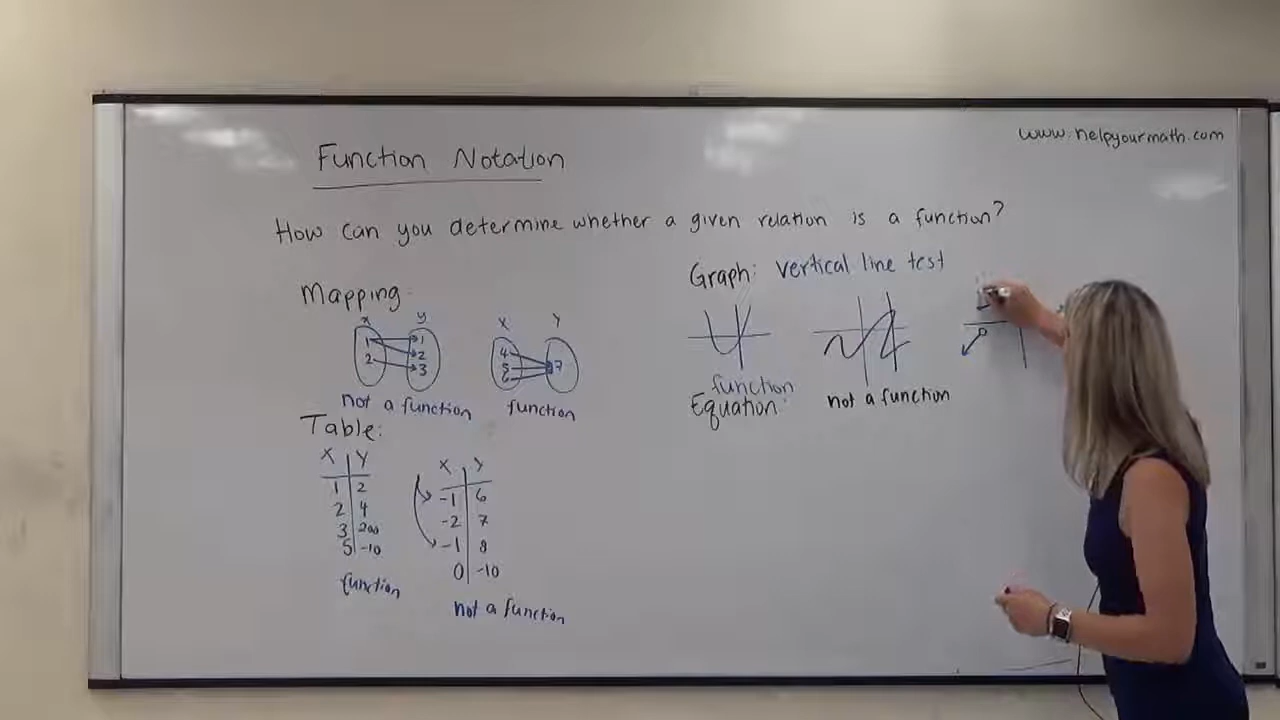 www.helpyourmath.com
Function Notation
How can you determine whether a given relation is a function?
Mapping:
X Y
1 1
2 2
3
not a function
X Y
4 7
5
6
function
Table:
X Y
1 2
2 4
3 200
5 -10
function
X Y
-1 6
-2 7
-1 8
0 -10
not a function
Graph: vertical line test
function
not a function
Equation: